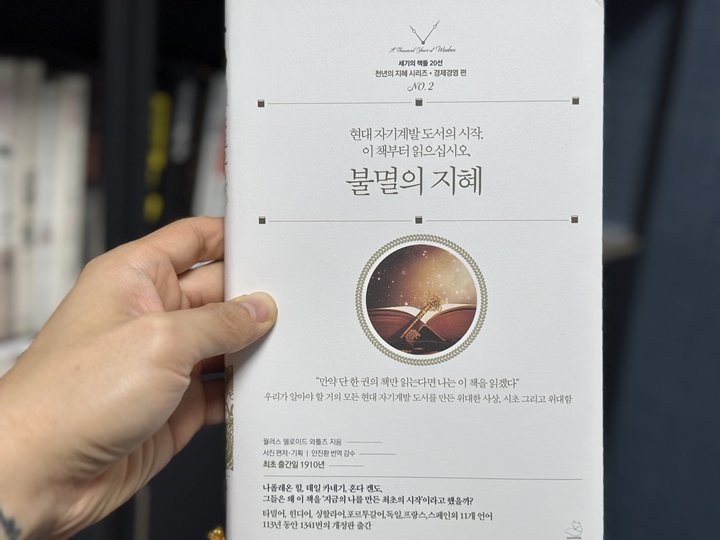 A Thousand Years of Wisdom
세기의 책들 20선
천년의 지혜 시리즈 • 경제경영 편
NO. 2
현대 자기계발 도서의 시작.
이 책부터 읽으십시오.
불멸의 지혜
“만약 단 한 권의 책만 읽는다면 나는 이 책을 읽겠다”
우리가 알아야 할 거의 모든 현대 자기계발 도서를 만든 위대한 사상, 시초 그리고 위대함
월러스 델로이드 와틀즈 지음
서진 편저·기획 | 안진환 번역 감수
최초 출간일 1910년
나폴레온 힐, 데일 카네기, 혼다 켄도,
그들은 왜 이 책을 ‘지금의 나를 만든 최초의 시작’이라고 했을까?
타밀어, 힌디어, 싱할라어,포르투갈어,독일,프랑스,스페인외 11개 언어
113년 동안 1341번의 개정판 출간